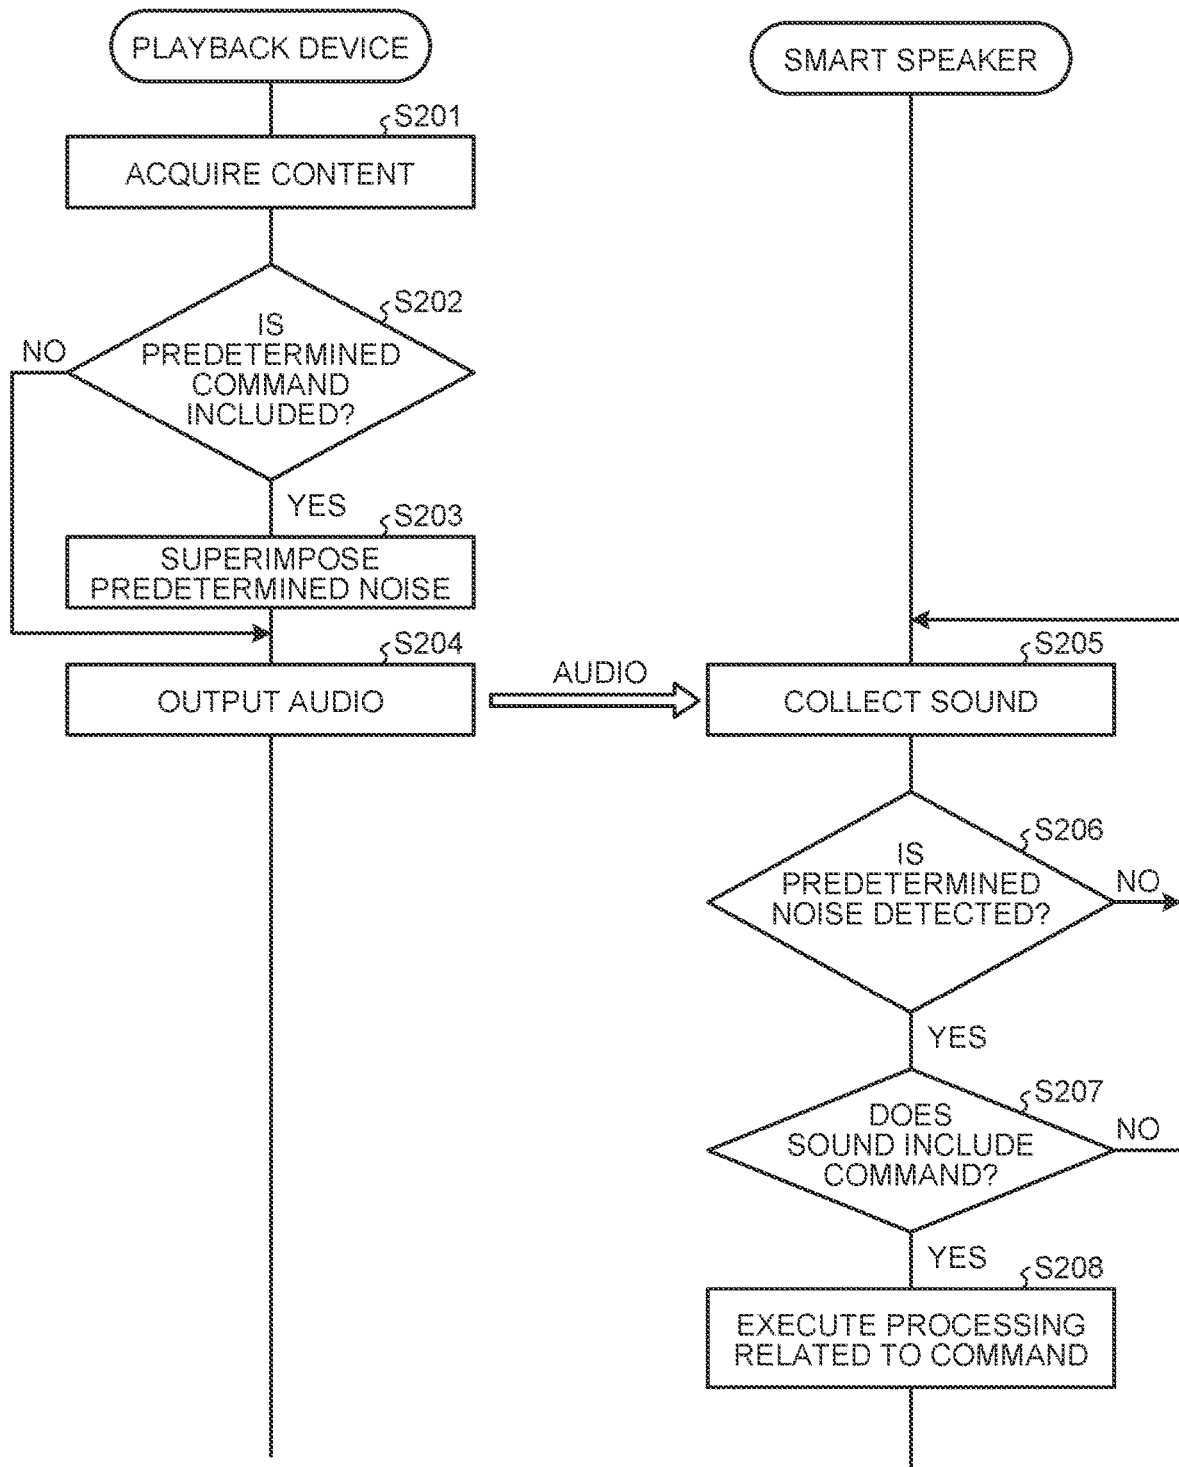 PLAYBACK DEVICE
S201
ACQUIRE CONTENT
S202
IS
PREDETERMINED
COMMAND
INCLUDED?
NO
YES
S203
SUPERIMPOSE
PREDETERMINED NOISE
S204
OUTPUT AUDIO
AUDIO
SMART SPEAKER
S205
COLLECT SOUND
S206
IS
PREDETERMINED
NOISE DETECTED?
NO
YES
S207
DOES
SOUND INCLUDE
COMMAND?
NO
YES
S208
EXECUTE PROCESSING
RELATED TO COMMAND